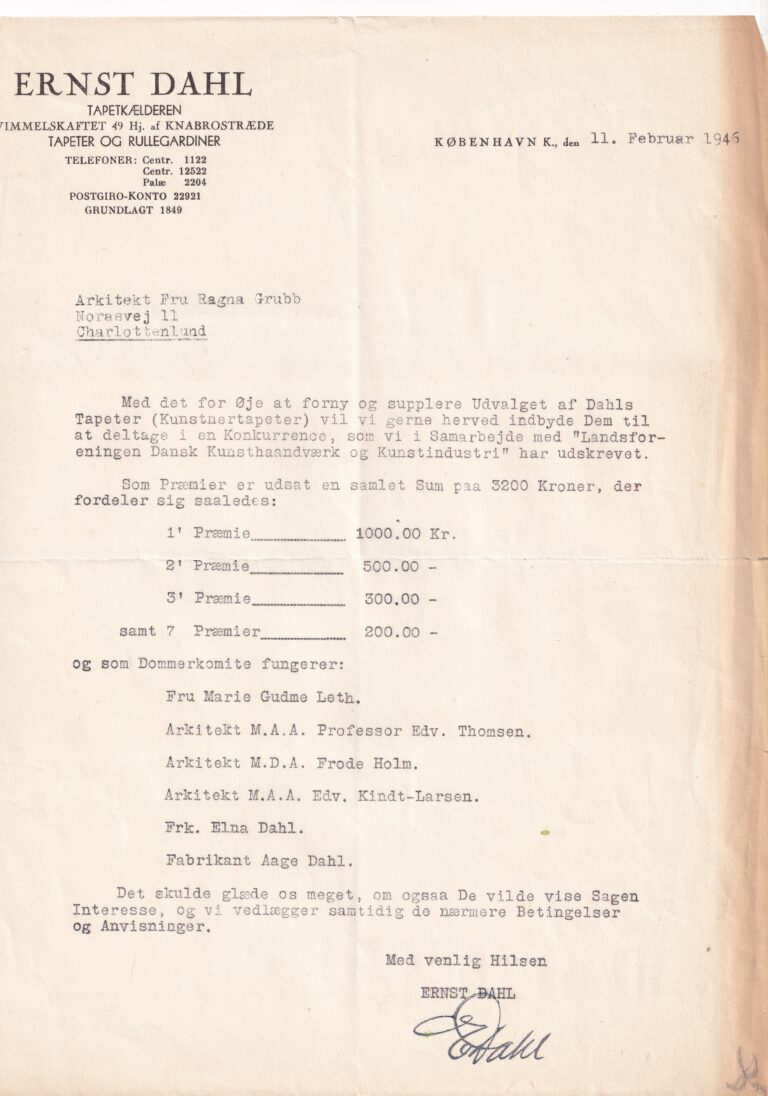 ERNST DAHL
TAPETKÆLDEREN
VIMMELSKAFTET 49 Hj. af KNABROSTRÆDE
TAPETER OG RULLEGARDINER
TELEFONER: Centr. 1122
Centr. 12522
Palæ 2204
POSTGIRO-KONTO 22921
GRUNDLAGT 1849
KØBENHAVN K., den 11. Februar 1946
Arkitekt Fru Ragna Grubb
Norasvej 11
Charlottenlund
Med det for Øje at forny og supplere Udvalget af Dahls
Tapeter (Kunstnertapeter) vil vi gerne herved indbyde Dem til
at deltage i en Konkurrence, som vi i Samarbejde med "Landsfor-
eningen Dansk Kunsthaandværk og Kunstindustri" har udskrevet.
Som Præmier er udsat en samlet Sum paa 3200 Kroner, der
fordeler sig saaledes:
1' Præmie__________ 1000.00 Kr.
2' Præmie__________ 500.00 -
3' Præmie__________ 300.00 -
samt 7 Præmier_________ 200.00 -
og som Dommerkomite fungerer:
Fru Marie Gudme Leth.
Arkitekt M.A.A. Professor Edv. Thomsen.
Arkitekt M.D.A. Frode Holm.
Arkitekt M.A.A. Edv. Kindt-Larsen.
Frk. Elna Dahl.
Fabrikant Aage Dahl.
Det skulde glæde os meget, om ogsaa De vilde vise Sagen
Interesse, og vi vedlægger samtidig de nærmere Betingelser
og Anvisninger.
Med venlig Hilsen
ERNST DAHL
EDahl